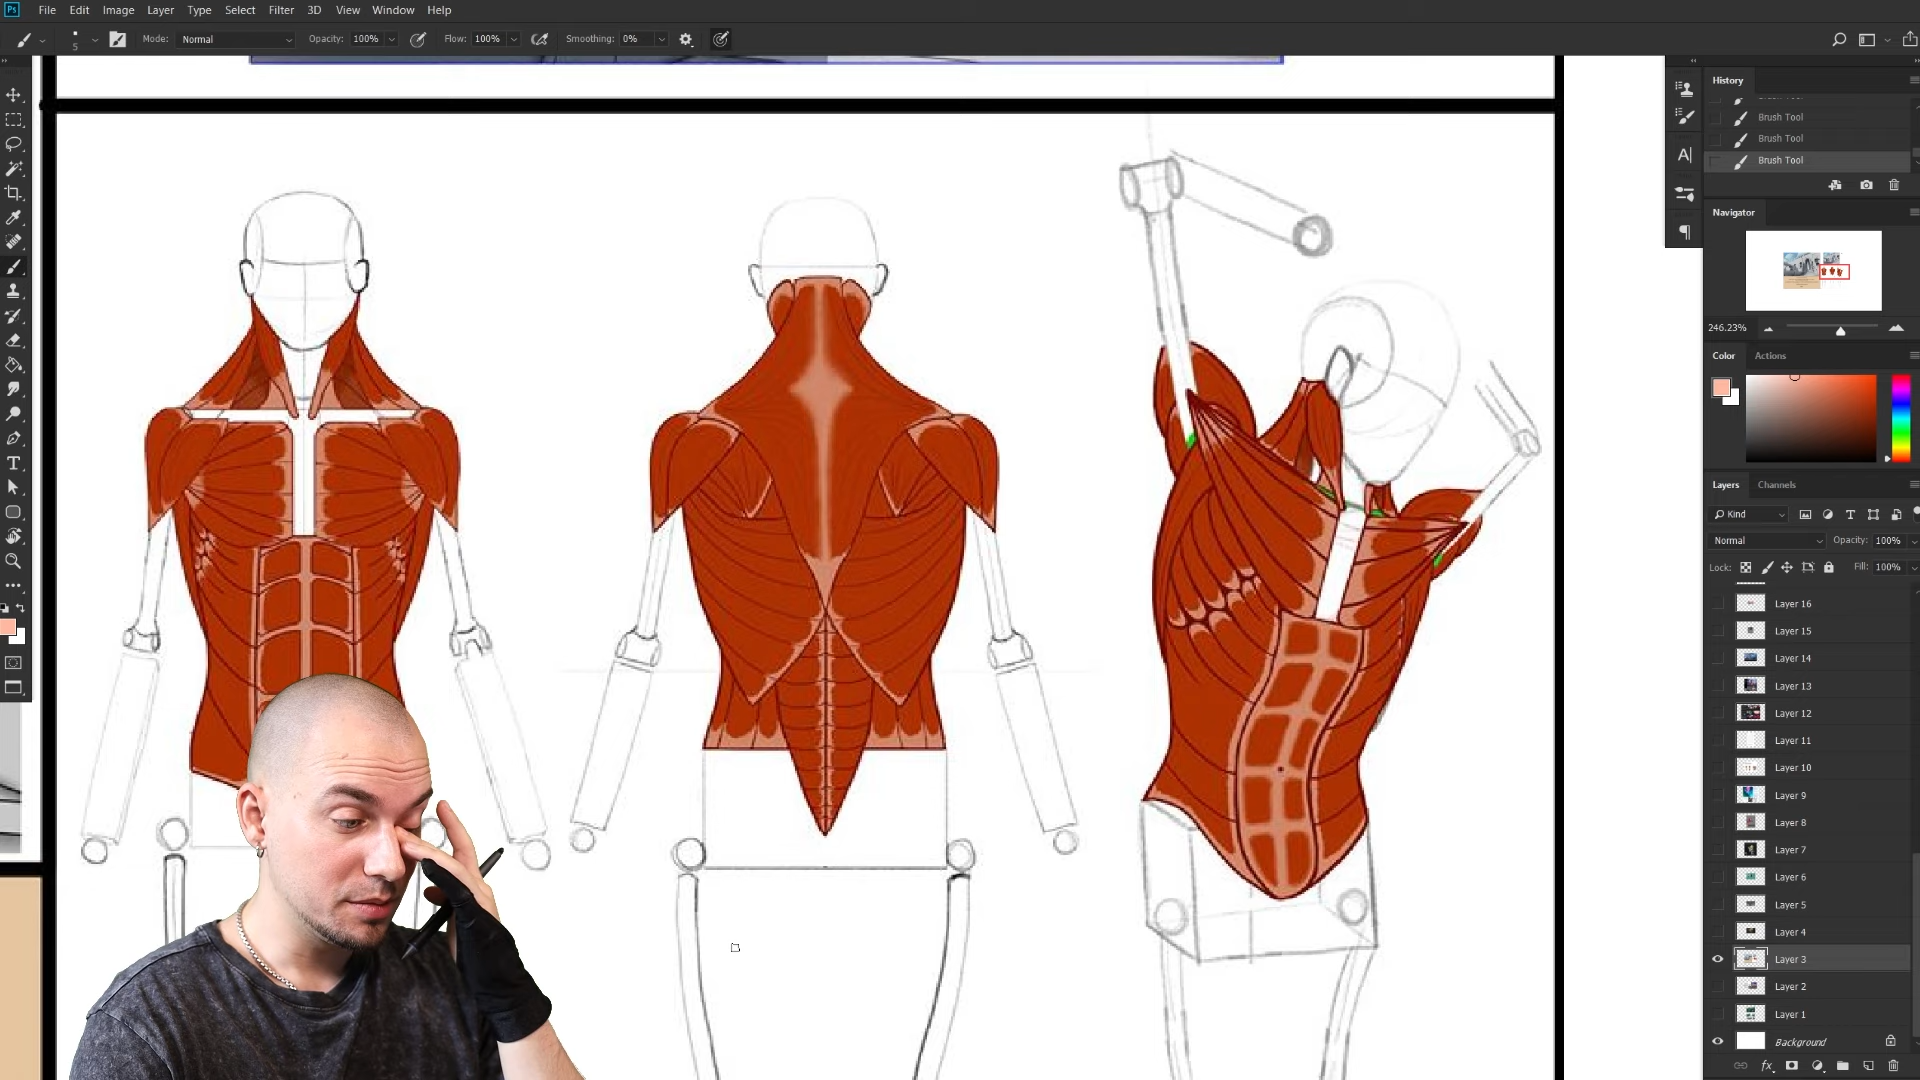 Ps File Edit Image Layer Type Select Filter 3D View Window Help
5 Mode: Normal Opacity: 100% Flow: 100% Smoothing: 0%
History
Brush Tool
Brush Tool
Brush Tool
Navigator
246.23%
Color Actions
Layers Channels
Kind
Normal Opacity: 100%
Lock: Fill: 100%
Layer 16
Layer 15
Layer 14
Layer 13
Layer 12
Layer 11
Layer 10
Layer 9
Layer 8
Layer 7
Layer 6
Layer 5
Layer 4
Layer 3
Layer 2
Layer 1
Background
fx